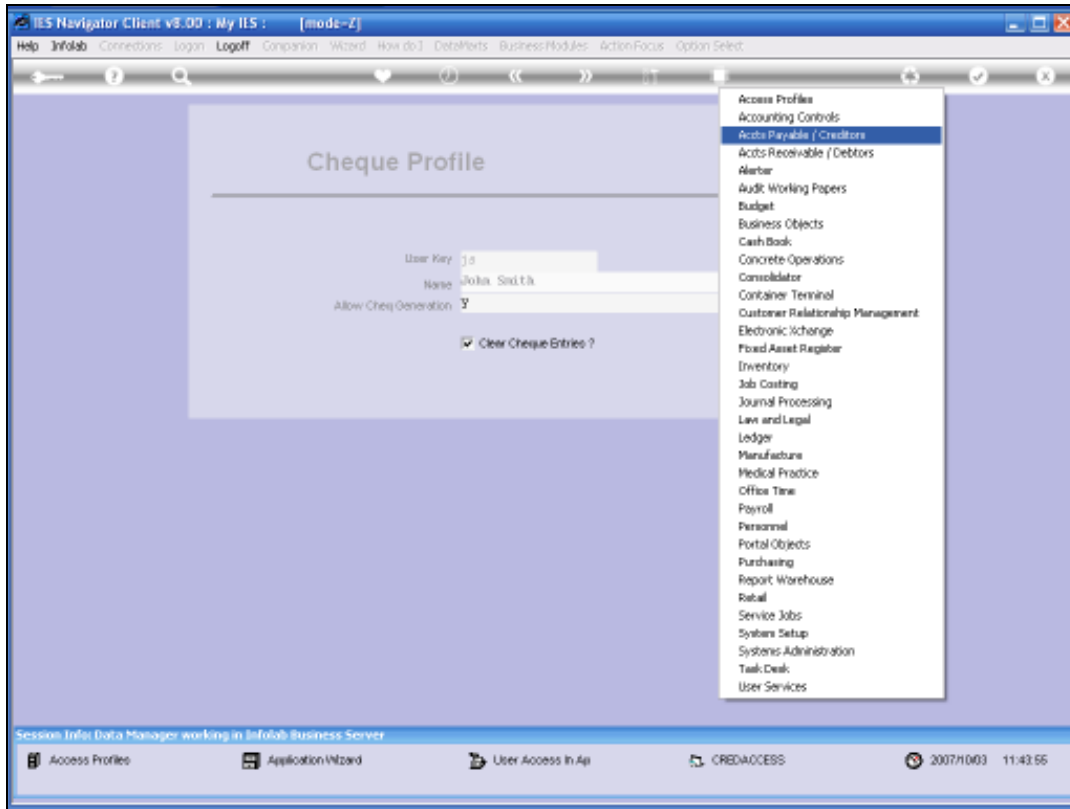 IES Navigator Client v8.00 : My IES :     [mode=Z]
Help Infolab Connections Logon Logoff Companion Wizard How do I DataAlerts Business Modules Action Focus Option Select
Cheque Profile
User Key js
Name John Smith
Allow Cheq Generation Y
Clear Cheque Entries ?
Access Profiles
Accounting Controls
Accts Payable / Creditors
Accts Receivable / Debtors
Alerter
Audit Working Papers
Budget
Business Objects
Cash Book
Concrete Operations
Consolidator
Container Terminal
Customer Relationship Management
Electronic Xchange
Fixed Asset Register
Inventory
Job Costing
Journal Processing
Law and Legal
Ledger
Manufacture
Medical Practice
Office Time
Payroll
Personnel
Portal Objects
Purchasing
Report Warehouse
Retail
Service Jobs
System Setup
Systems Administration
Task Desk
User Services
Session Info: Data Manager working in Infolab Business Server
Access Profiles Application Wizard User Access In Ap CREDACCESS 2007/10/03 11:43:55